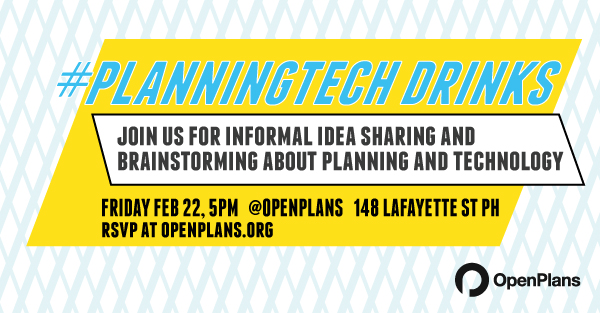 #PLANNINGTECH DRINKS
JOIN US FOR INFORMAL IDEA SHARING AND
BRAINSTORMING ABOUT PLANNING AND TECHNOLOGY
FRIDAY FEB 22, 5PM @OPENPLANS 148 LAFAYETTE ST PH
RSVP AT OPENPLANS.ORG
OpenPlans